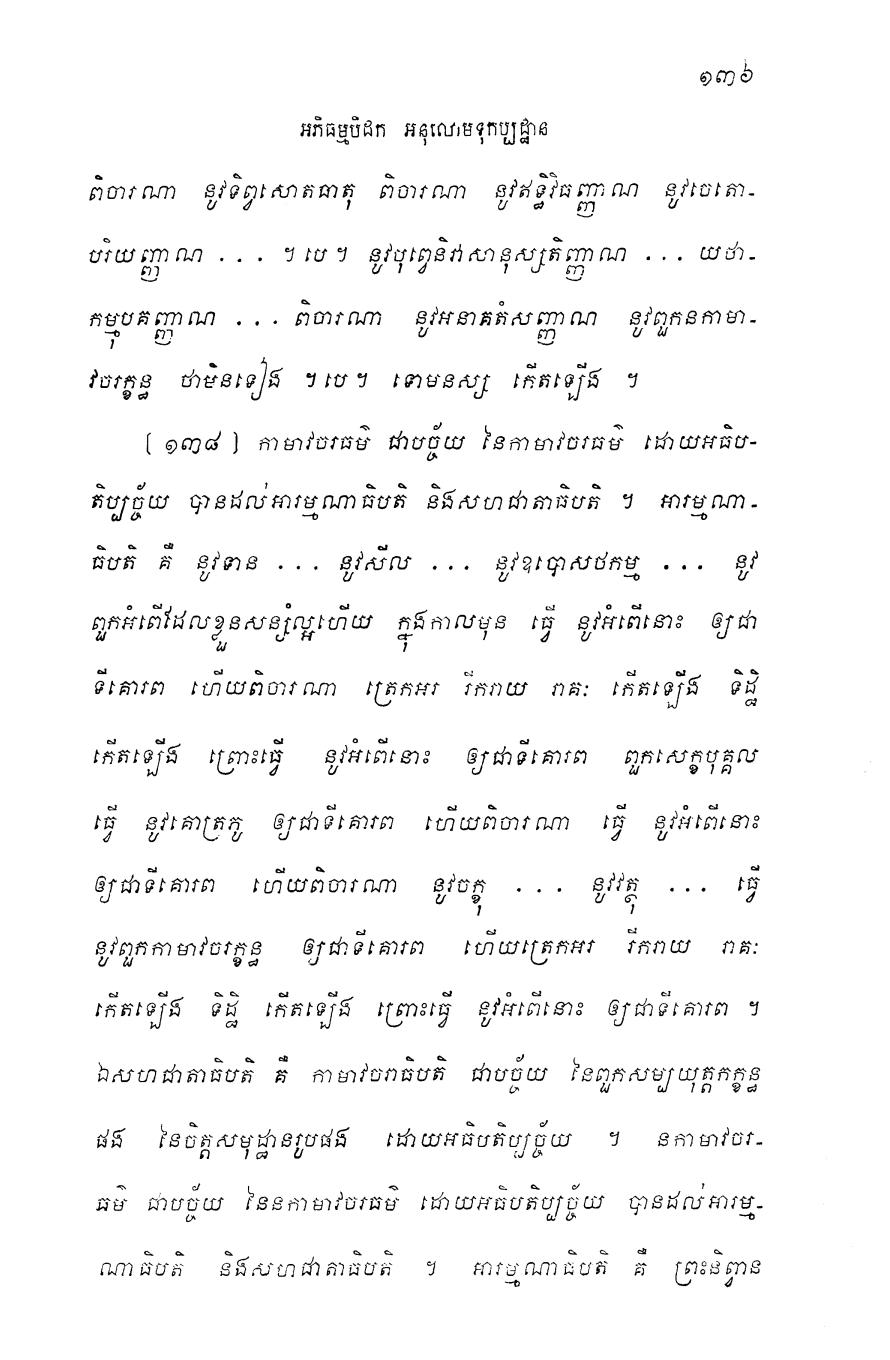 ១៣៦
អភិធម្មបិដក អនុលោមទុកប្បដ្ឋាន
ពិចារណា នូវទិព្វសោតធាតុ ពិចារណា នូវឥទ្ធិវិធញ្ញាណ នូវចេតោ-
បរិយញ្ញាណ ... ។ បេ ។ នូវបុព្វេនិវាសានុស្សតិញ្ញាណ ... យថា-
កម្មុបគញ្ញាណ ... ពិចារណា នូវអនាគតំសញ្ញាណ នូវពួកនកាមា-
វចរក្ខន្ធ ថាមិនទៀង ។ បេ ។ ទោមនស្ស កើតឡើង ។
[ ១៣៨ ] កាមាវចរធម៌ ជាបច្ច័យ នៃកាមាវចរធម៌ ដោយអធិប-
តិប្បច្ច័យ បានដល់អារម្មណាធិបតិ និងសហជាតាធិបតិ ។ អារម្មណា-
ធិបតិ គឺ នូវទាន ... នូវសីល ... នូវឧបោសថកម្ម ... នូវ
ពួកអំពើដែលខ្លួនសន្សំល្អហើយ ក្នុងកាលមុន ធ្វើ នូវអំពើនោះ ឲ្យជា
ទីគោរព ហើយពិចារណា ត្រេកអរ រីករាយ រាគៈ កើតឡើង ទិដ្ឋិ
កើតឡើង ព្រោះធ្វើ នូវអំពើនោះ ឲ្យជាទីគោរព ពួកសេក្ខបុគ្គល
ធ្វើ នូវគោត្រភូ ឲ្យជាទីគោរព ហើយពិចារណា ធ្វើ នូវអំពើនោះ
ឲ្យជាទីគោរព ហើយពិចារណា នូវចក្ខុ ... នូវវត្ថុ ... ធ្វើ
នូវពួកកាមាវចរក្ខន្ធ ឲ្យជាទីគោរព ហើយត្រេកអរ រីករាយ រាគៈ
កើតឡើង ទិដ្ឋិ កើតឡើង ព្រោះធ្វើ នូវអំពើនោះ ឲ្យជាទីគោរព ។
ឯសហជាតាធិបតិ គឺ កាមាវចរាធិបតិ ជាបច្ច័យ នៃពួកសម្បយុត្តកក្ខន្ធ
ផង នៃចិត្តសមុដ្ឋានរូបផង ដោយអធិបតិប្បច្ច័យ ។ នកាមាវចរ-
ធម៌ ជាបច្ច័យ នៃនកាមាវចរធម៌ ដោយអធិបតិប្បច្ច័យ បានដល់អារម្ម-
ណាធិបតិ និងសហជាតាធិបតិ ។ អារម្មណាធិបតិ គឺ ព្រះនិព្វាន